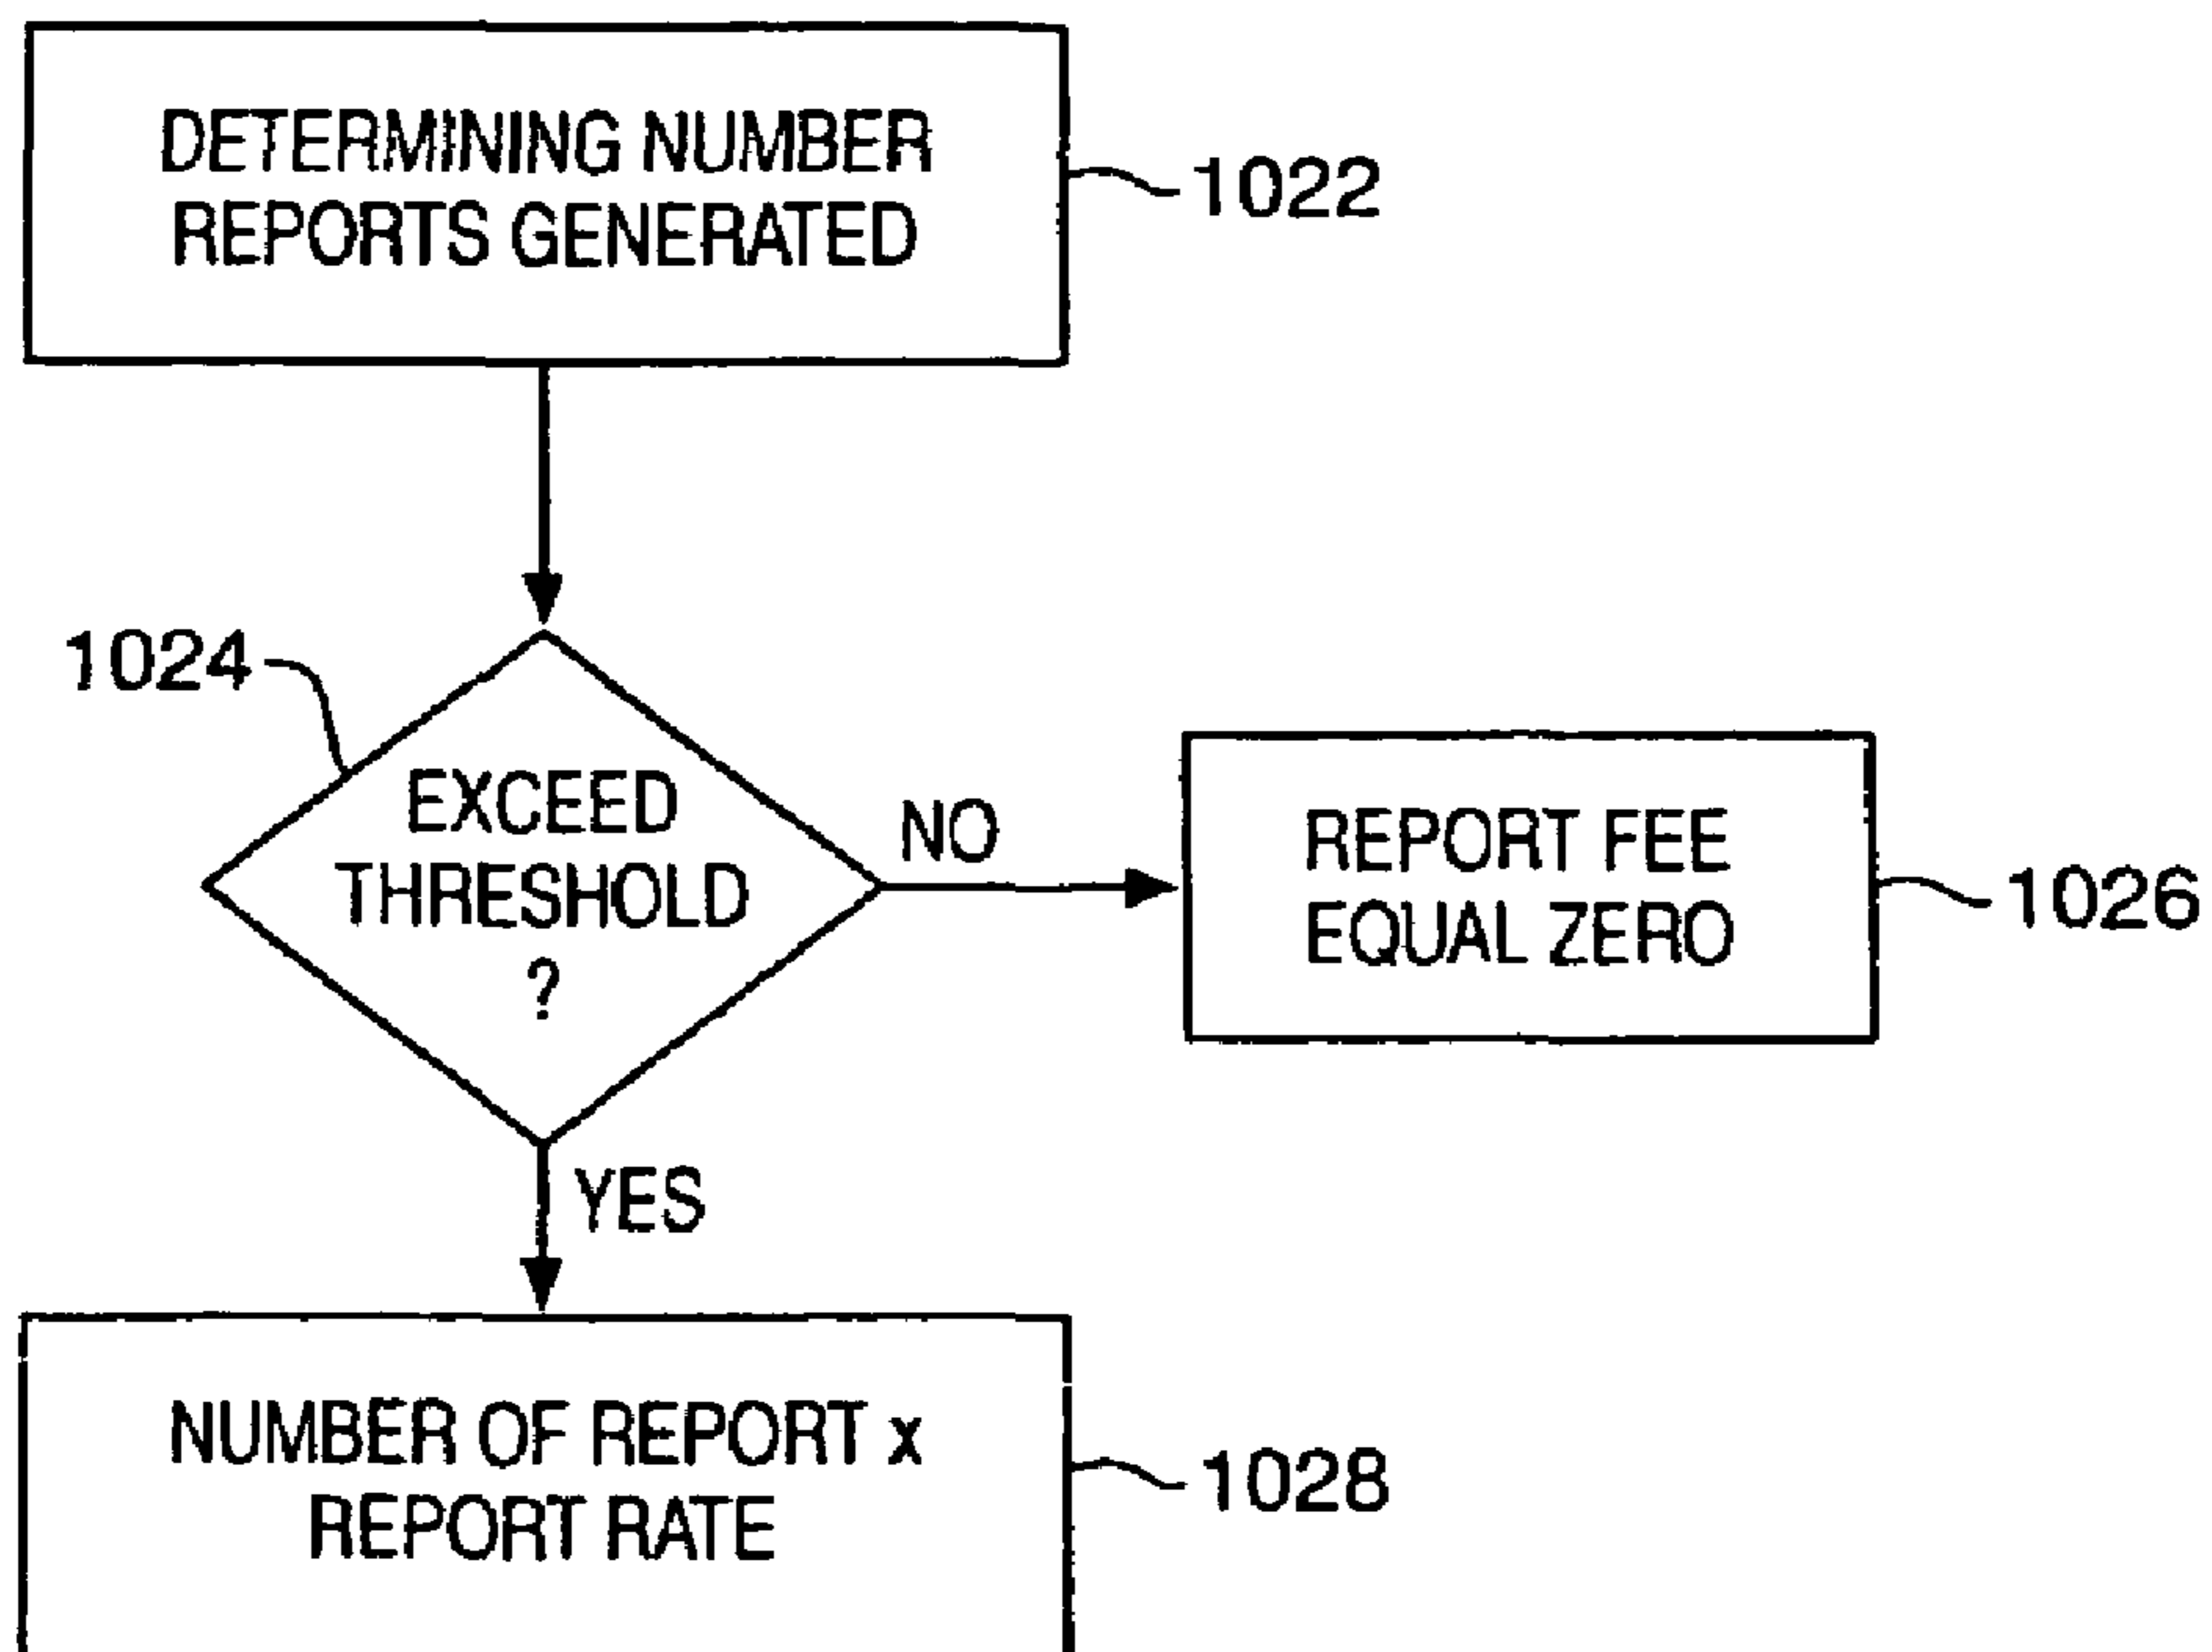 DETERMINING NUMBER
REPORTS GENERATED
1022
1024
EXCEED
THRESHOLD
?
NO
REPORT FEE
EQUAL ZERO
1026
YES
NUMBER OF REPORT x
REPORT RATE
1028